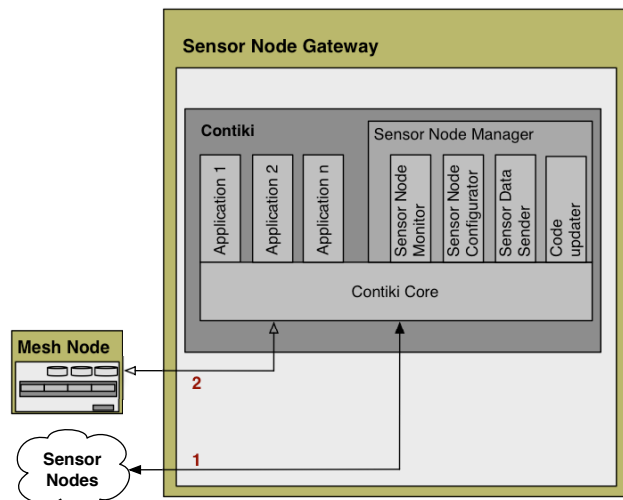 Sensor Node Gateway
Contiki
Sensor Node Manager
Application 1
Application 2
Application n
Sensor Node
Monitor
Sensor Node
Configurator
Sensor Data
Sender
Code
updater
Contiki Core
Mesh Node
2
1
Sensor
Nodes